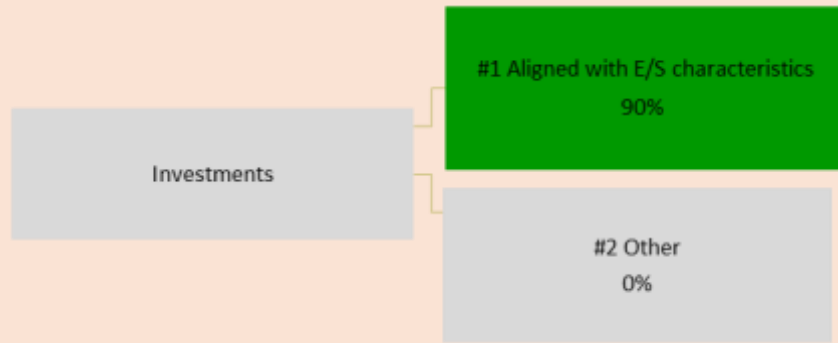 Investments
#1 Aligned with E/S characteristics
90%
#2 Other
0%